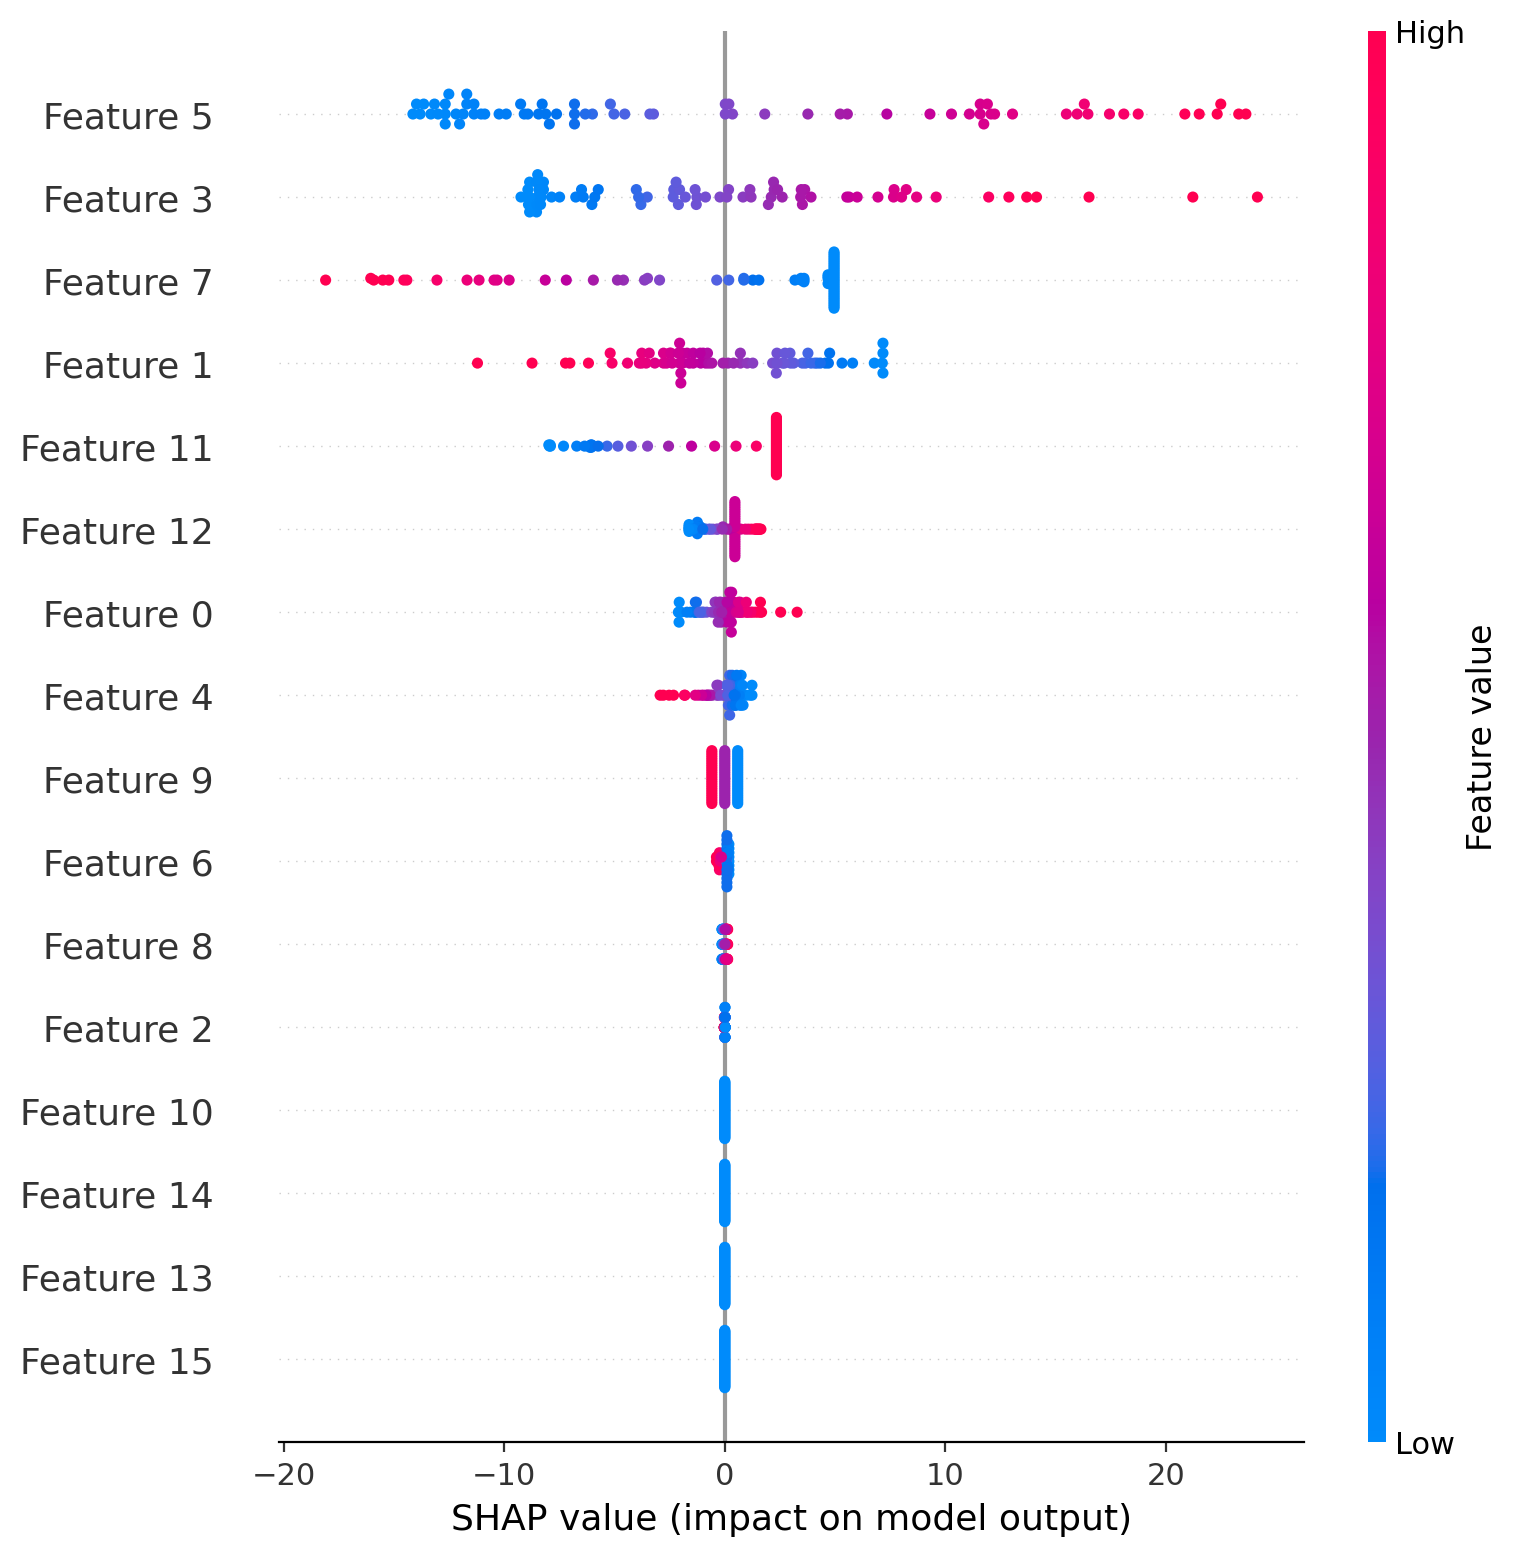 High
Feature 5
Feature 3
Feature 7
Feature 1
Feature 11
Feature 12
Feature 0
Feature 4
Feature 9
Feature 6
Feature 8
Feature 2
Feature 10
Feature 14
Feature 13
Feature 15
Feature value
Low
−20 −10 0 10 20
SHAP value (impact on model output)